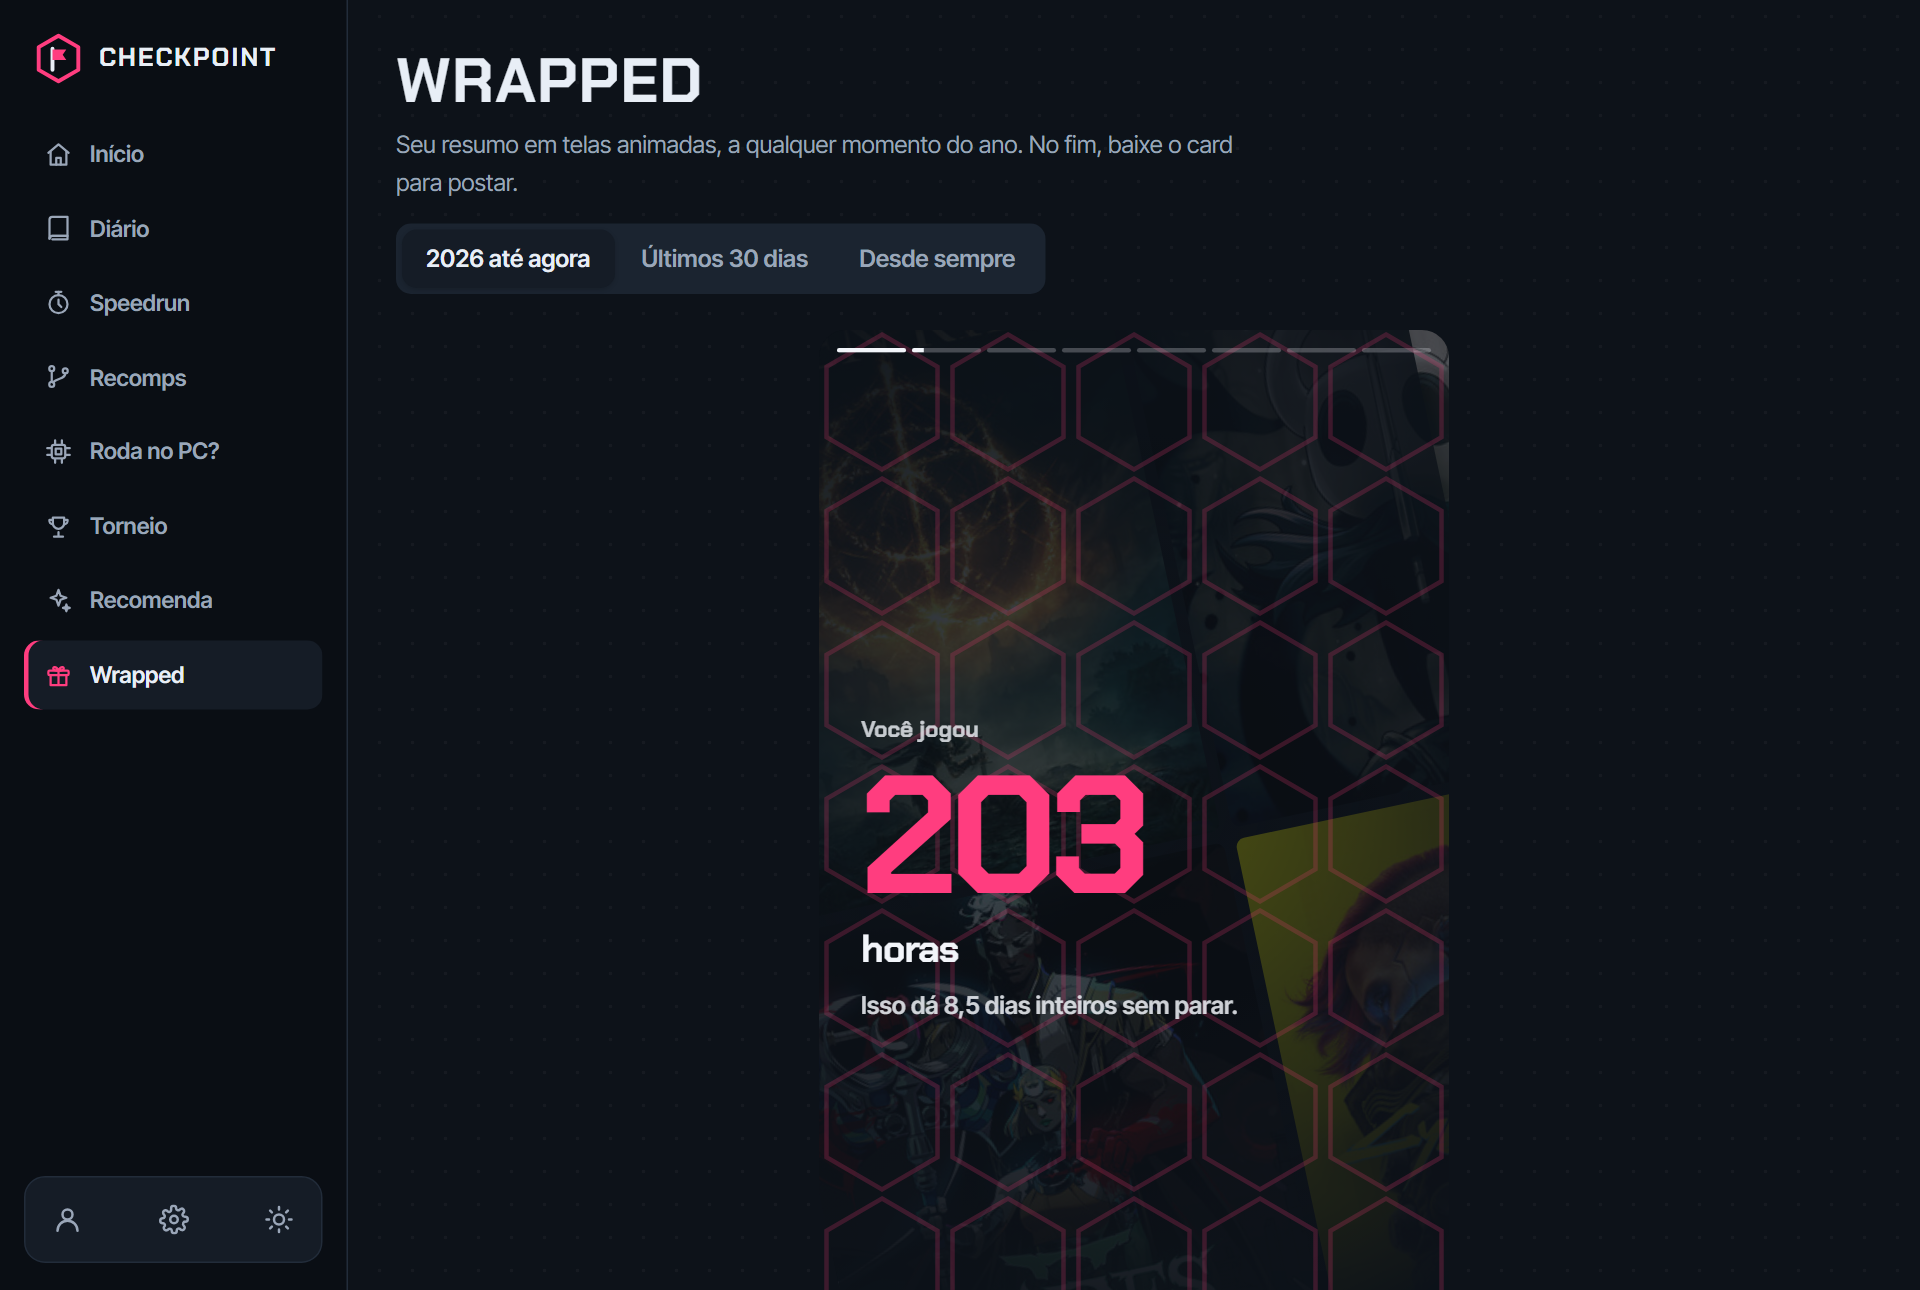 CHECKPOINT
Início
Diário
Speedrun
Recomps
Roda no PC?
Torneio
Recomenda
Wrapped
WRAPPED
Seu resumo em telas animadas, a qualquer momento do ano. No fim, baixe o card
para postar.
2026 até agora
Últimos 30 dias
Desde sempre
Você jogou
203
horas
Isso dá 8,5 dias inteiros sem parar.